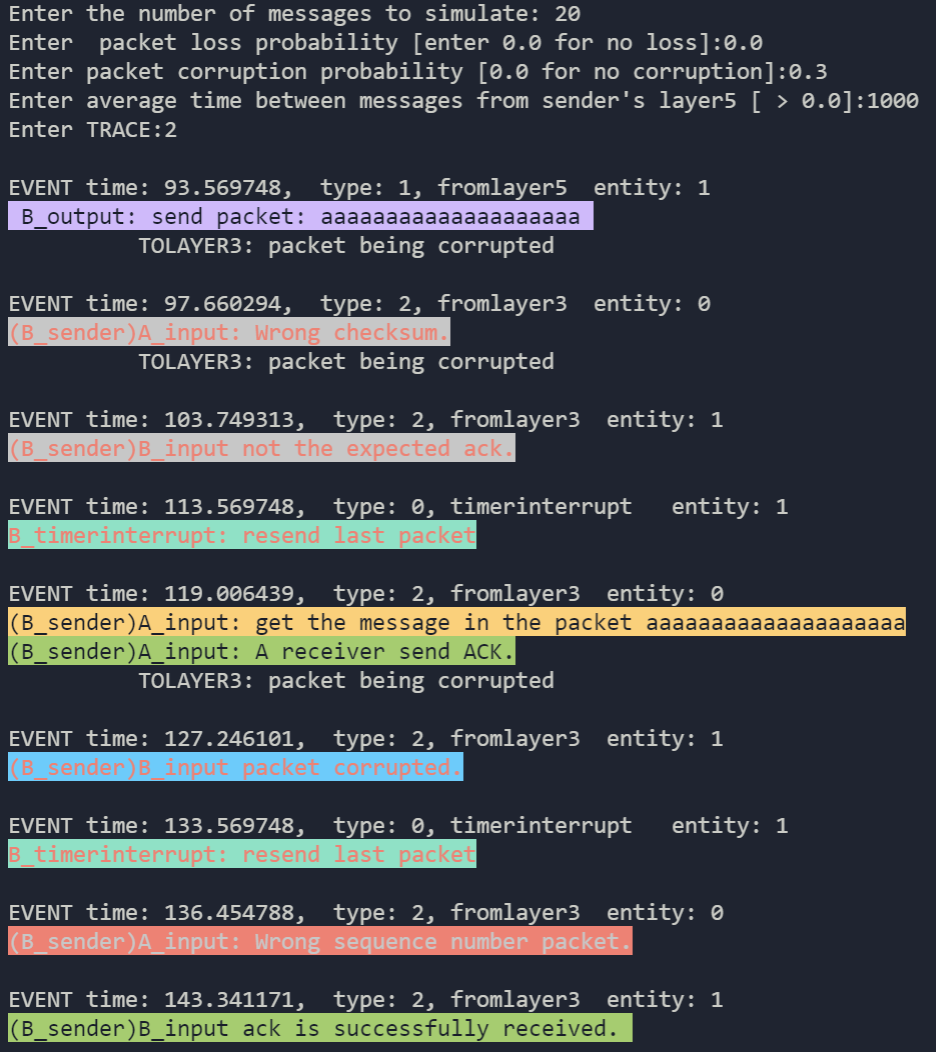 Enter the number of messages to simulate: 20
Enter  packet loss probability [enter 0.0 for no loss]:0.0
Enter packet corruption probability [0.0 for no corruption]:0.3
Enter average time between messages from sender's layer5 [ > 0.0]:1000
Enter TRACE:2
EVENT time: 93.569748,  type: 1, fromlayer5  entity: 1
B_output: send packet: aaaaaaaaaaaaaaaaaaaa
TOLAYER3: packet being corrupted
EVENT time: 97.660294,  type: 2, fromlayer3  entity: 0
(B_sender)A_input: Wrong checksum.
TOLAYER3: packet being corrupted
EVENT time: 103.749313,  type: 2, fromlayer3  entity: 1
(B_sender)B_input not the expected ack.
EVENT time: 113.569748,  type: 0, timerinterrupt   entity: 1
B_timerinterrupt: resend last packet
EVENT time: 119.006439,  type: 2, fromlayer3  entity: 0
(B_sender)A_input: get the message in the packet aaaaaaaaaaaaaaaaaaaa
(B_sender)A_input: A receiver send ACK.
TOLAYER3: packet being corrupted
EVENT time: 127.246101,  type: 2, fromlayer3  entity: 1
(B_sender)B_input packet corrupted.
EVENT time: 133.569748,  type: 0, timerinterrupt   entity: 1
B_timerinterrupt: resend last packet
EVENT time: 136.454788,  type: 2, fromlayer3  entity: 0
(B_sender)A_input: Wrong sequence number packet.
EVENT time: 143.341171,  type: 2, fromlayer3  entity: 1
(B_sender)B_input ack is successfully received.